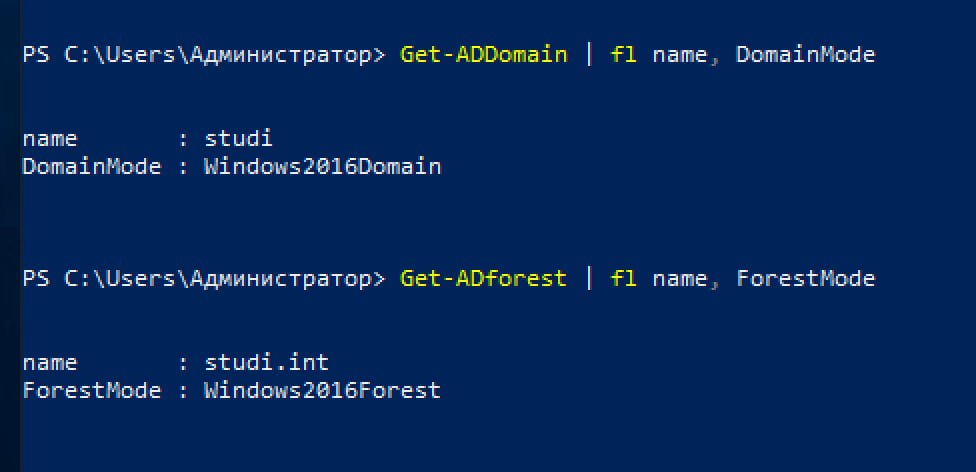 PS C:\Users\Администратор> Get-ADDomain | fl name, DomainMode
name       : studi
DomainMode : Windows2016Domain
PS C:\Users\Администратор> Get-ADforest | fl name, ForestMode
name       : studi.int
ForestMode : Windows2016Forest